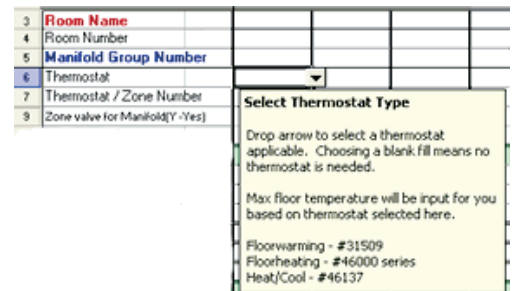 3 Room Name
4 Room Number
5 Manifold Group Number
6 Thermostat
7 Thermostat / Zone Number
9 Zone valve for Manifold(Y-Yes)
Select Thermostat Type
Drop arrow to select a thermostat
applicable. Choosing a blank fill means no
thermostat is needed.
Max floor temperature will be input for you
based on thermostat selected here.
Floorwarming - #31509
Floorheating - #46000 series
Heat/Cool - #46137